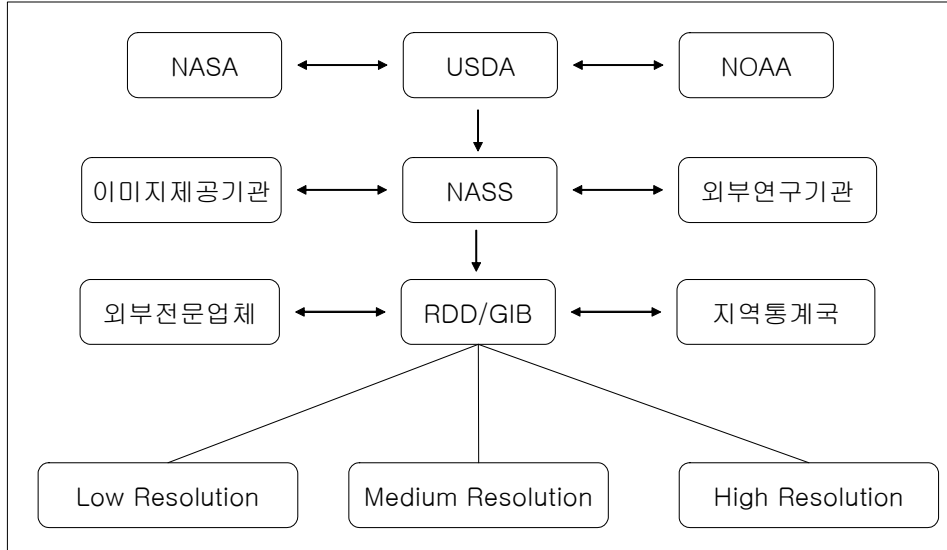 NASA
USDA
NOAA
이미지제공기관
NASS
외부연구기관
외부전문업체
RDD/GIB
지역통계국
Low Resolution
Medium Resolution
High Resolution